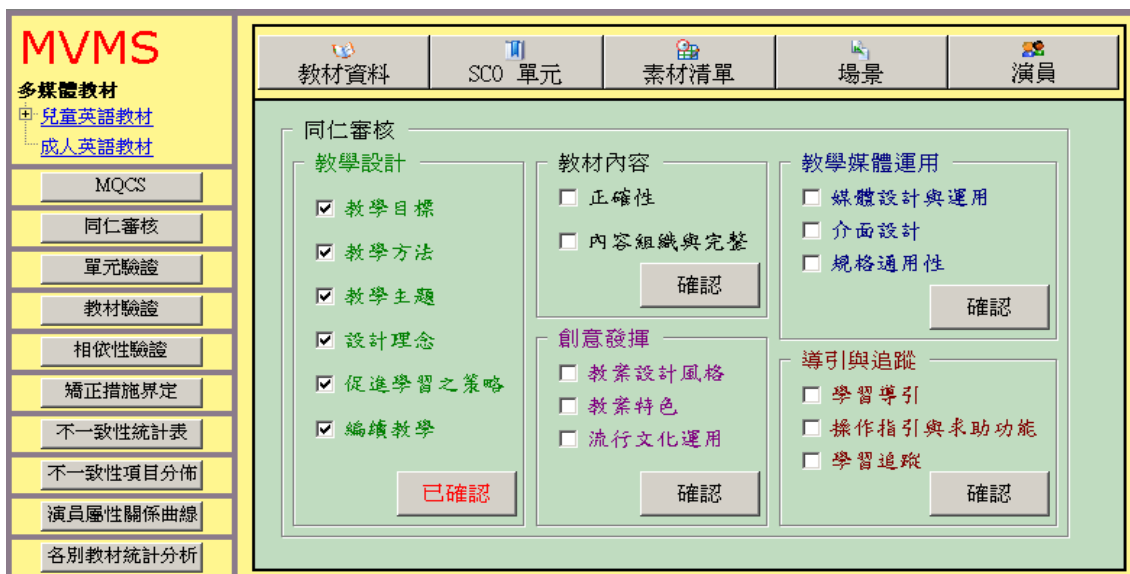 MVMS
多媒體教材
兒童英語教材
成人英語教材
MQCS
同仁審核
單元驗證
教材驗證
相依性驗證
矯正措施界定
不一致性統計表
不一致性項目分佈
演員屬性關係曲線
各別教材統計分析
教材資料
SCO 單元
素材清單
場景
演員
同仁審核
教學設計
教學目標
教學方法
教學主題
設計理念
促進學習之策略
編續教學
已確認
教材內容
正確性
內容組織與完整
確認
創意發揮
教案設計風格
教案特色
流行文化運用
確認
教學媒體運用
媒體設計與運用
介面設計
規格通用性
確認
導引與追蹤
學習導引
操作指引與求助功能
學習追蹤
確認